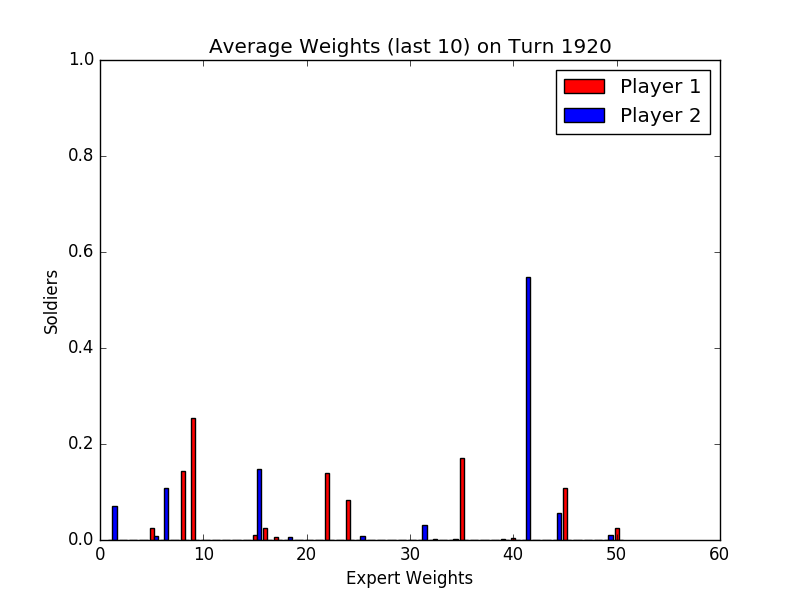 Average Weights (last 10) on Turn 1920
1.0
Player 1
Player 2
0.8
0.6
Soldiers
0.4
0.2
0.0
0 10 20 30 40 50 60
Expert Weights